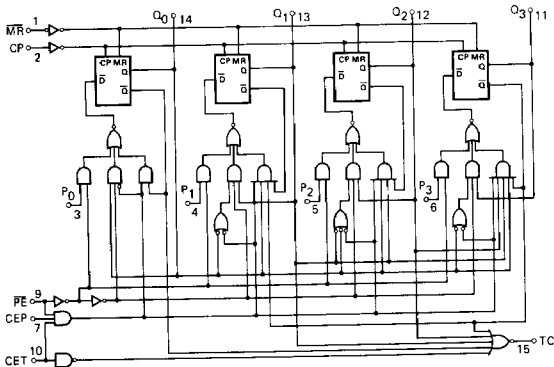 Q0 14
Q1 13
Q2 12
Q3 11
MR 1
CP 2
CP MR
D̅
Q
Q̅
CP MR
D̅
Q
Q̅
CP MR
D̅
Q
Q̅
CP MR
D̅
Q
Q̅
P0
3
P1
4
P2
5
P3
6
PE 9
CEP
7
CET 10
15 TC